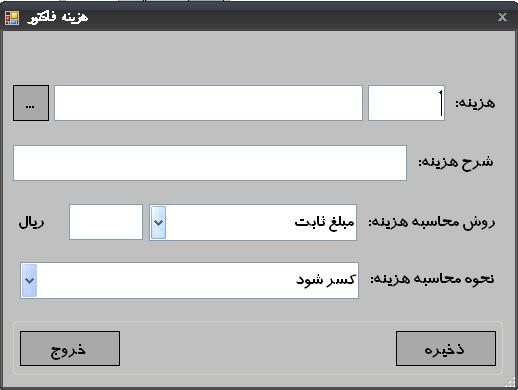 هزینه فاکتور
هزینه: ...
شرح هزینه:
روش محاسبه هزینه: مبلغ ثابت ریال
نحوه محاسبه هزینه: کسر شود
ذخیره خروج